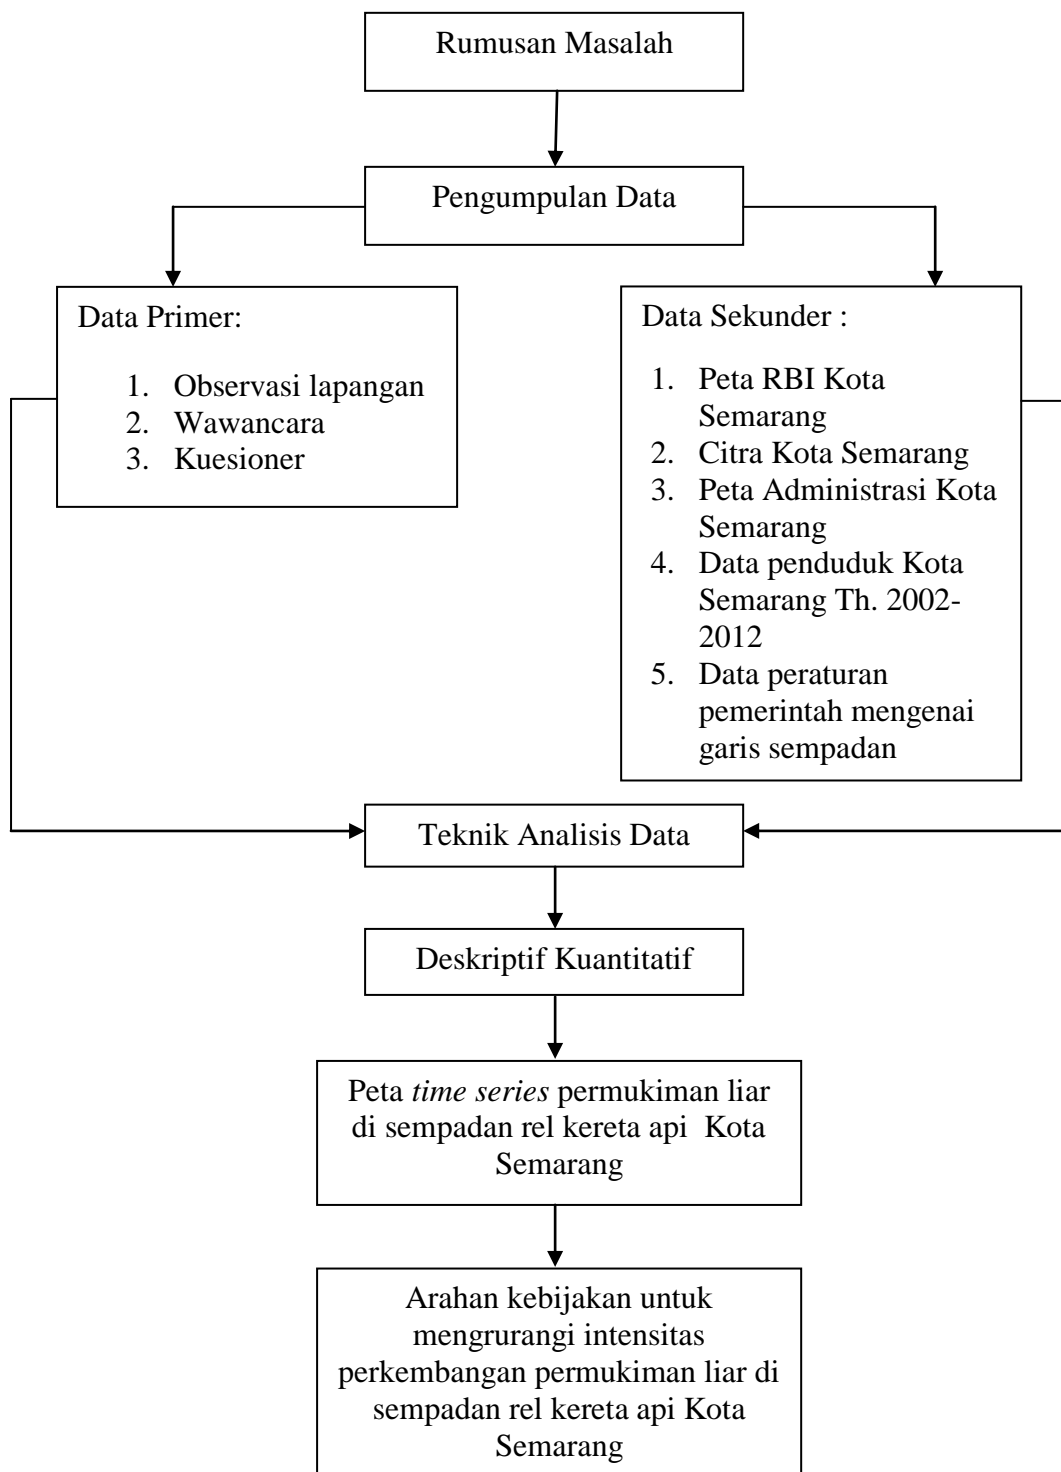 Rumusan Masalah
Pengumpulan Data
Data Primer:
1. Observasi lapangan
2. Wawancara
3. Kuesioner
Data Sekunder :
1. Peta RBI Kota
Semarang
2. Citra Kota Semarang
3. Peta Administrasi Kota
Semarang
4. Data penduduk Kota
Semarang Th. 2002-
2012
5. Data peraturan
pemerintah mengenai
garis sempadan
Teknik Analisis Data
Deskriptif Kuantitatif
Peta time series permukiman liar
di sempadan rel kereta api Kota
Semarang
Arahan kebijakan untuk
mengrurangi intensitas
perkembangan permukiman liar di
sempadan rel kereta api Kota
Semarang